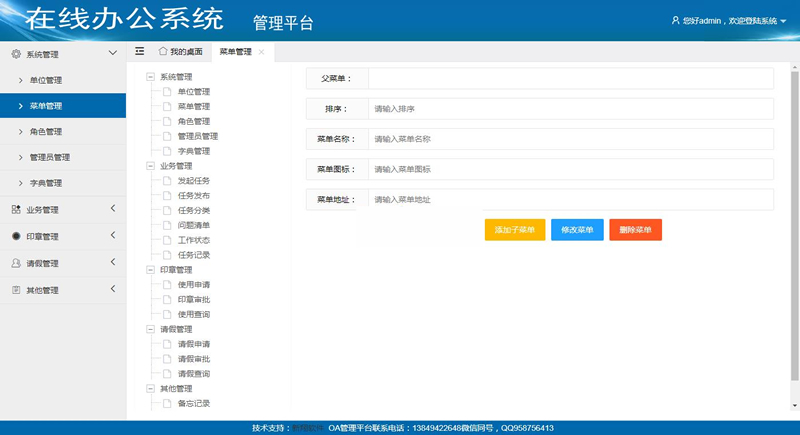 在线办公系统 管理平台
您好admin，欢迎登陆系统
系统管理
单位管理
菜单管理
角色管理
管理员管理
字典管理
业务管理
印章管理
请假管理
其他管理
我的桌面 菜单管理
系统管理
单位管理
菜单管理
角色管理
管理员管理
字典管理
业务管理
发起任务
任务发布
任务分类
问题清单
工作状态
任务记录
印章管理
使用申请
印章审批
使用查询
请假管理
请假申请
请假审批
请假查询
其他管理
备忘记录
父菜单：
排序： 请输入排序
菜单名称： 请输入菜单名称
菜单图标： 请输入菜单图标
菜单地址： 请输入菜单地址
添加子菜单 修改菜单 删除菜单
技术支持： OA管理平台联系电话：13849422648微信同号，QQ958756413